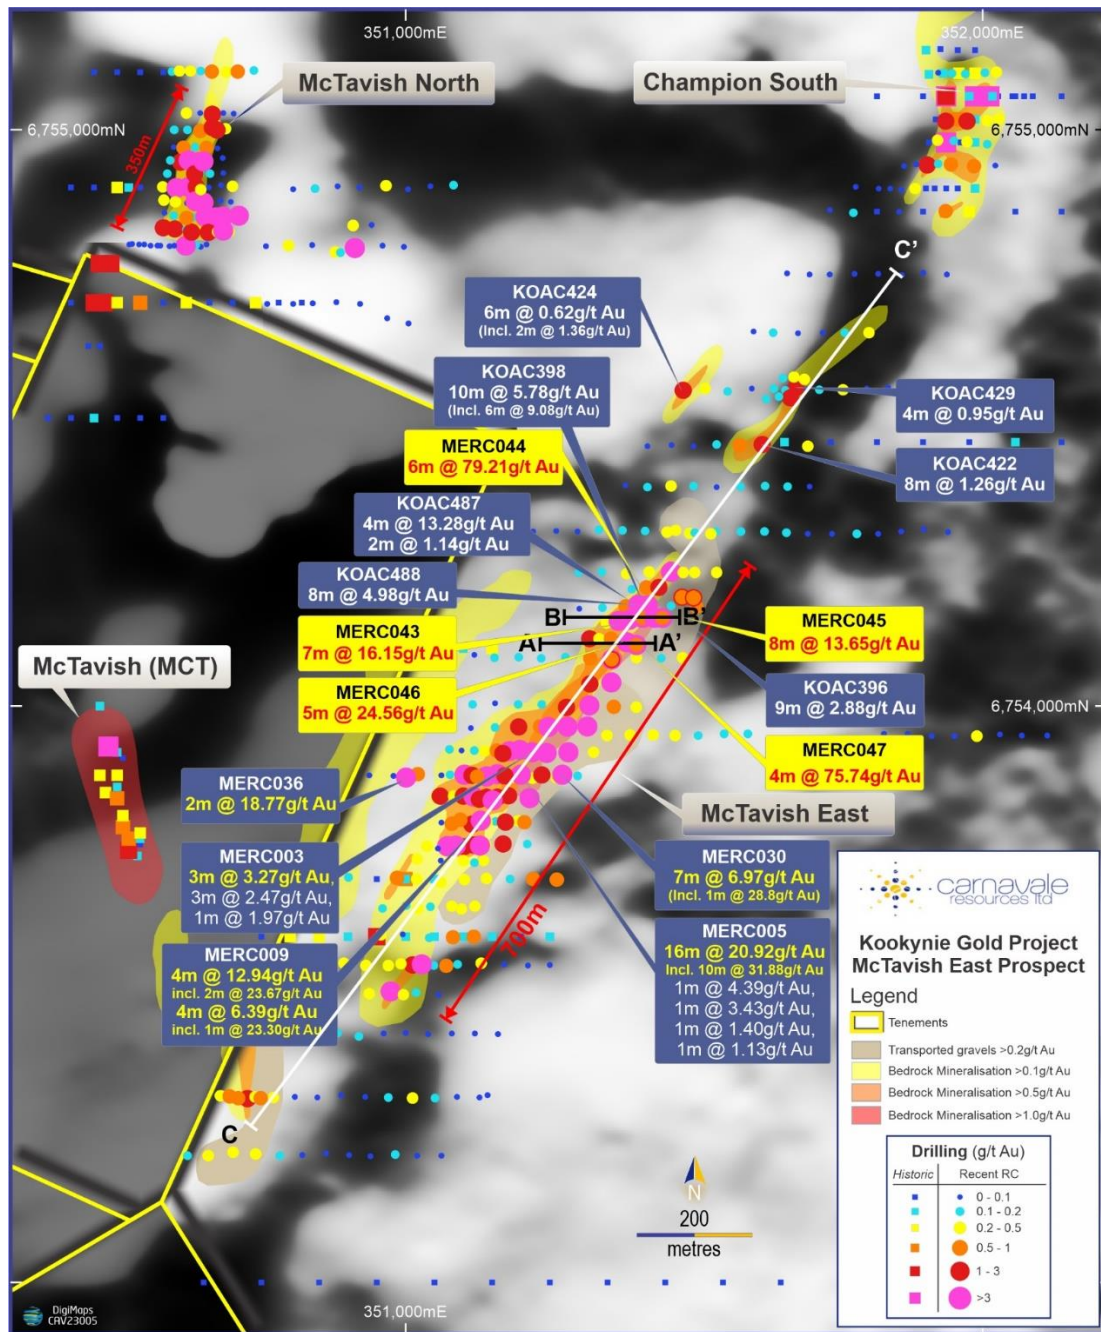 351,000mE
352,000mE
McTavish North
Champion South
6,755,000mN
6,755,000mN
350m
C'
KOAC424
6m @ 0.62g/t Au
(Incl. 2m @ 1.36g/t Au)
KOAC398
10m @ 5.78g/t Au
(Incl. 6m @ 9.08g/t Au)
KOAC429
4m @ 0.95g/t Au
MERC044
6m @ 79.21g/t Au
KOAC422
8m @ 1.26g/t Au
KOAC487
4m @ 13.28g/t Au
2m @ 1.14g/t Au
KOAC488
8m @ 4.98g/t Au
B
B'
MERC043
7m @ 16.15g/t Au
A
A'
MERC045
8m @ 13.65g/t Au
McTavish (MCT)
MERC046
5m @ 24.56g/t Au
KOAC396
9m @ 2.88g/t Au
6,754,000mN
MERC047
4m @ 75.74g/t Au
MERC036
2m @ 18.77g/t Au
McTavish East
MERC003
3m @ 3.27g/t Au,
3m @ 2.47g/t Au,
1m @ 1.97g/t Au
MERC030
7m @ 6.97g/t Au
(Incl. 1m @ 28.8g/t Au)
700m
MERC009
4m @ 12.94g/t Au
incl. 2m @ 23.67g/t Au
4m @ 6.39g/t Au
incl. 1m @ 23.30g/t Au
MERC005
16m @ 20.92g/t Au
Incl. 10m @ 31.88g/t Au
1m @ 4.39g/t Au,
1m @ 3.43g/t Au,
1m @ 1.40g/t Au,
1m @ 1.13g/t Au
C
N
200
metres
carnavale
resources ltd
Kookynie Gold Project
McTavish East Prospect
Legend
Tenements
Transported gravels >0.2g/t Au
Bedrock Mineralisation >0.1g/t Au
Bedrock Mineralisation >0.5g/t Au
Bedrock Mineralisation >1.0g/t Au
Drilling (g/t Au)
Historic Recent RC
0 - 0.1
0.1 - 0.2
0.2 - 0.5
0.5 - 1
1 - 3
>3
DigiMaps
CAV23005
351,000mE